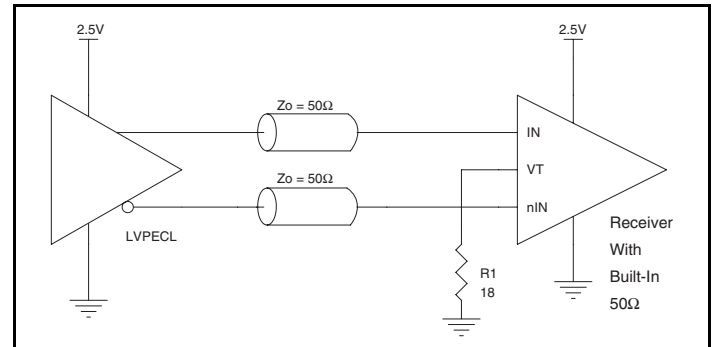 2.5V
2.5V
Zo = 50Ω
IN
VT
Zo = 50Ω
nIN
LVPECL
Receiver
With
Built-In
50Ω
R1
18